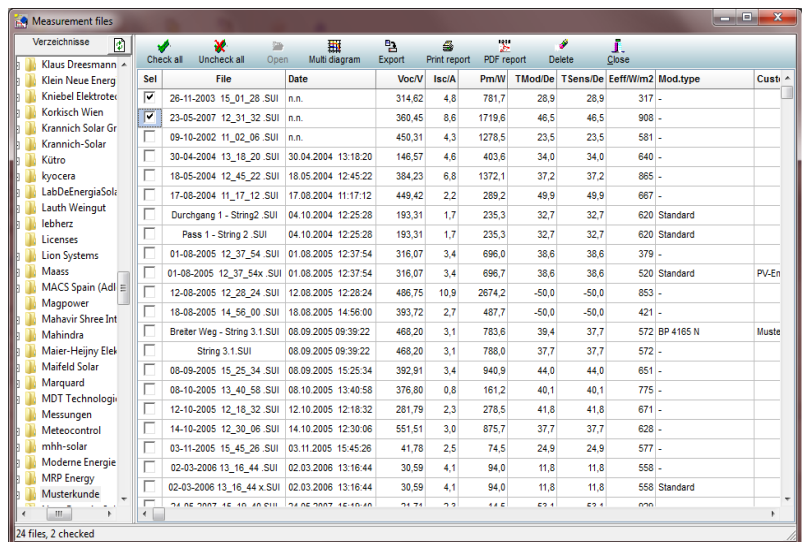 Measurement files
Verzeichnisse
Check all Uncheck all Open Multi diagram Export Print report PDF report Delete Close
Klaus Dreesmann
Klein Neue Energ
Kniebel Elektrotec
Korkisch Wien
Krannich Solar Gr
Krannich-Solar
Kütro
kyocera
LabDeEnergiaSola
Lauth Weingut
lebherz
Licenses
Lion Systems
Maass
MACS Spain (Adl
Magpower
Mahavir Shree Int
Mahindra
Maier-Heijny Elek
Maifeld Solar
Marquard
MDT Technologi
Messungen
Meteocontrol
mhh-solar
Moderne Energie
MRP Energy
Musterkunde
Sel File Date Voc/V Isc/A Pm/W TMod/De TSens/De Eeff/W/m2 Mod.type Custo
26-11-2003 15_01_28 .SUI n.n. 314,62 4,8 781,7 28,9 28,9 317 -
23-05-2007 12_31_32 .SUI n.n. 360,45 8,6 1719,6 46,5 46,5 908 -
09-10-2002 11_02_06 .SUI n.n. 450,31 4,3 1278,5 23,5 23,5 581 -
30-04-2004 13_18_20 .SUI 30.04.2004 13:18:20 146,57 4,6 403,6 34,0 34,0 640 -
18-05-2004 12_45_22 .SUI 18.05.2004 12:45:22 384,23 6,8 1372,1 37,2 37,2 865 -
17-08-2004 11_17_12 .SUI 17.08.2004 11:17:12 449,42 2,2 289,2 49,9 49,9 667 -
Durchgang 1 - String2 .SUI 04.10.2004 12:25:28 193,31 1,7 235,3 32,7 32,7 620 Standard
Pass 1 - String 2 .SUI 04.10.2004 12:25:28 193,31 1,7 235,3 32,7 32,7 620 Standard
01-08-2005 12_37_54 .SUI 01.08.2005 12:37:54 316,07 3,4 696,0 38,6 38,6 379 -
01-08-2005 12_37_54x .SUI 01.08.2005 12:37:54 316,07 3,4 696,7 38,6 38,6 520 Standard PV-En
12-08-2005 12_28_24 .SUI 12.08.2005 12:28:24 486,75 10,9 2674,2 -50,0 -50,0 853 -
18-08-2005 14_56_00 .SUI 18.08.2005 14:56:00 393,72 2,7 487,7 -50,0 -50,0 421 -
Breiter Weg - String 3.1.SUI 08.09.2005 09:39:22 468,20 3,1 783,6 39,4 37,7 572 BP 4165 N Muste
String 3.1.SUI 08.09.2005 09:39:22 468,20 3,1 788,0 37,7 37,7 572 -
08-09-2005 15_25_34 .SUI 08.09.2005 15:25:34 392,91 3,4 940,9 44,0 44,0 651 -
08-10-2005 13_40_58 .SUI 08.10.2005 13:40:58 376,80 0,8 161,2 40,1 40,1 775 -
12-10-2005 12_18_32 .SUI 12.10.2005 12:18:32 281,79 2,3 278,5 41,8 41,8 671 -
14-10-2005 12_30_06 .SUI 14.10.2005 12:30:06 551,51 3,0 875,7 37,7 37,7 628 -
03-11-2005 15_45_26 .SUI 03.11.2005 15:45:26 41,78 2,5 74,5 24,9 24,9 577 -
02-03-2006 13_16_44 .SUI 02.03.2006 13:16:44 30,59 4,1 94,0 11,8 11,8 558 -
02-03-2006 13_16_44 x.SUI 02.03.2006 13:16:44 30,59 4,1 94,0 11,8 11,8 558 Standard
24 files, 2 checked